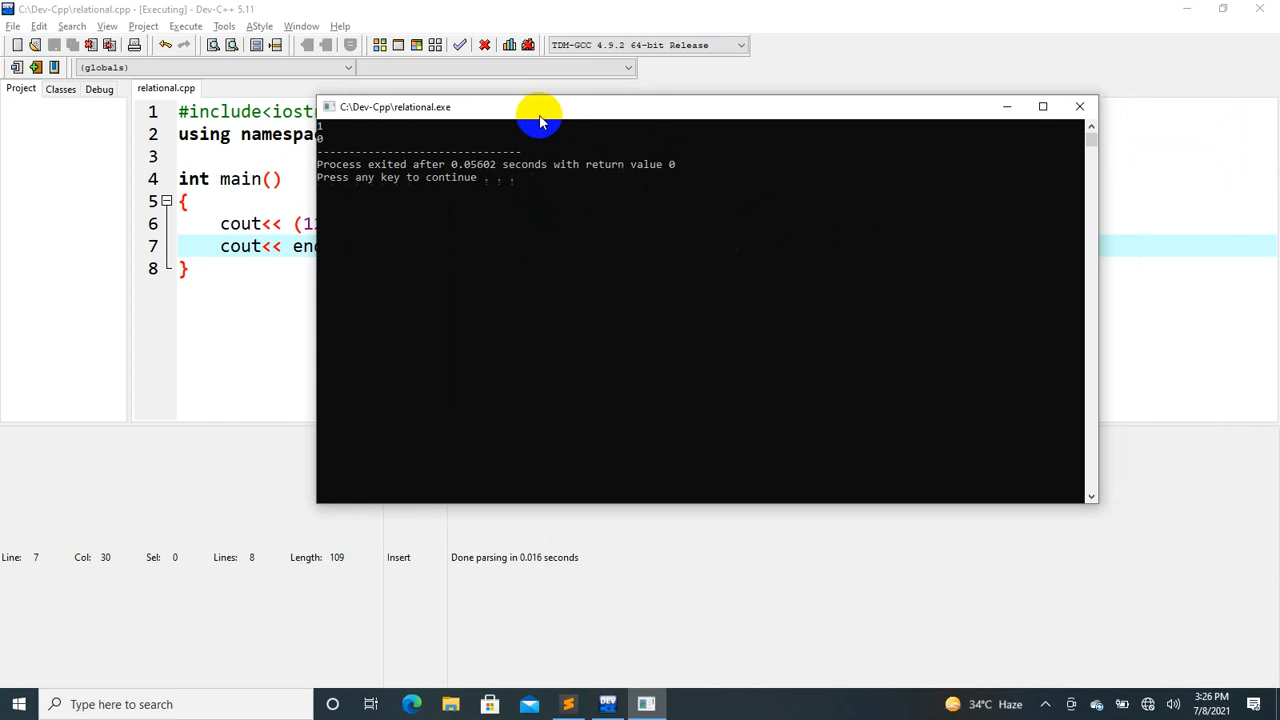 C:\Dev-Cpp\relational.cpp - [Executing] - Dev-C++ 5.11
File Edit Search View Project Execute Tools AStyle Window Help
TDM-GCC 4.9.2 64-bit Release
(globals)
Project Classes Debug relational.cpp
C:\Dev-Cpp\relational.exe
1
0
--------------------------------
Process exited after 0.05602 seconds with return value 0
Press any key to continue . . .
1 #include<iost
2 using namespa
3
4 int main()
5 {
6 cout<< (1
7 cout<< en
8 }
Line: 7 Col: 30 Sel: 0 Lines: 8 Length: 109 Insert Done parsing in 0.016 seconds
Type here to search
DEV
34°C Haze
3:26 PM
7/8/2021